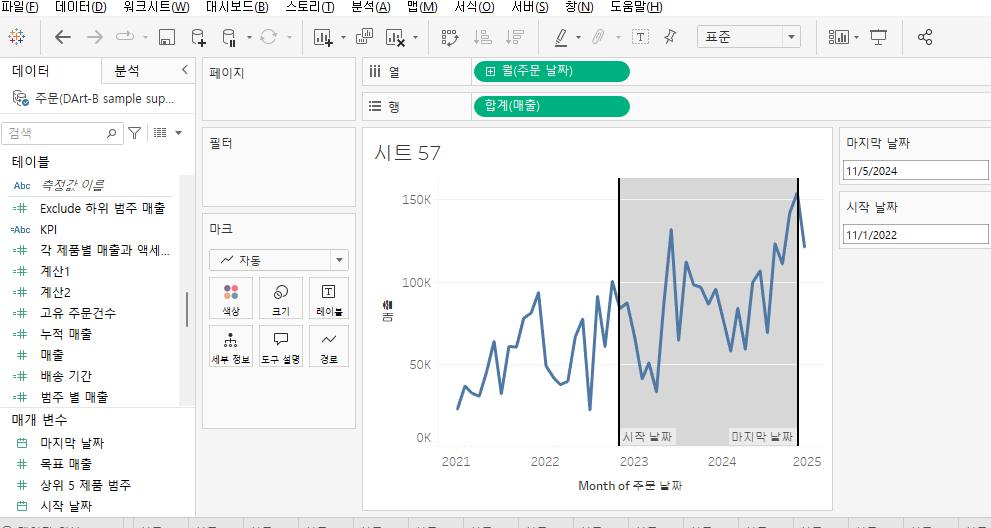 파일(F) 데이터(D) 워크시트(W) 대시보드(B) 스토리(T) 분석(A) 맵(M) 서식(O) 서버(S) 창(N) 도움말(H)
표준
데이터 분석
주문(DArt-B sample sup...
검색
테이블
Abc 측정값 이름
Exclude 하위 범주 매출
=Abc KPI
각 제품별 매출과 액세...
계산1
계산2
고유 주문건수
누적 매출
매출
배송 기간
범주 별 매출
매개 변수
마지막 날짜
목표 매출
상위 5 제품 범주
시작 날짜
페이지
필터
마크
자동
색상 크기 레이블
세부 정보 도구 설명 경로
열 월(주문 날짜)
행 합계(매출)
시트 57
150K
100K
50K
0K
매출
시작 날짜 마지막 날짜
2021 2022 2023 2024 2025
Month of 주문 날짜
마지막 날짜
11/5/2024
시작 날짜
11/1/2022